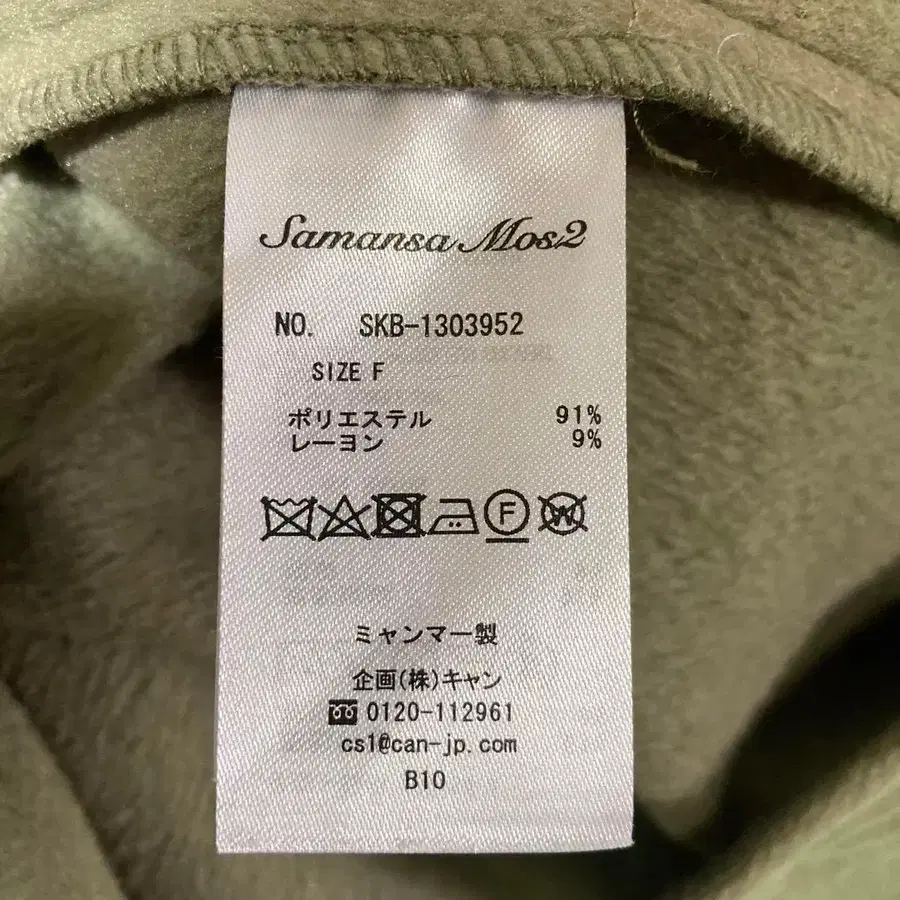 Samansa Mos2
NO. SKB-1303952
SIZE F
ポリエステル 91%
レーヨン 9%
F W
ミャンマー製
企画(株)キャン
0120-112961
cs1@can-jp.com
B10